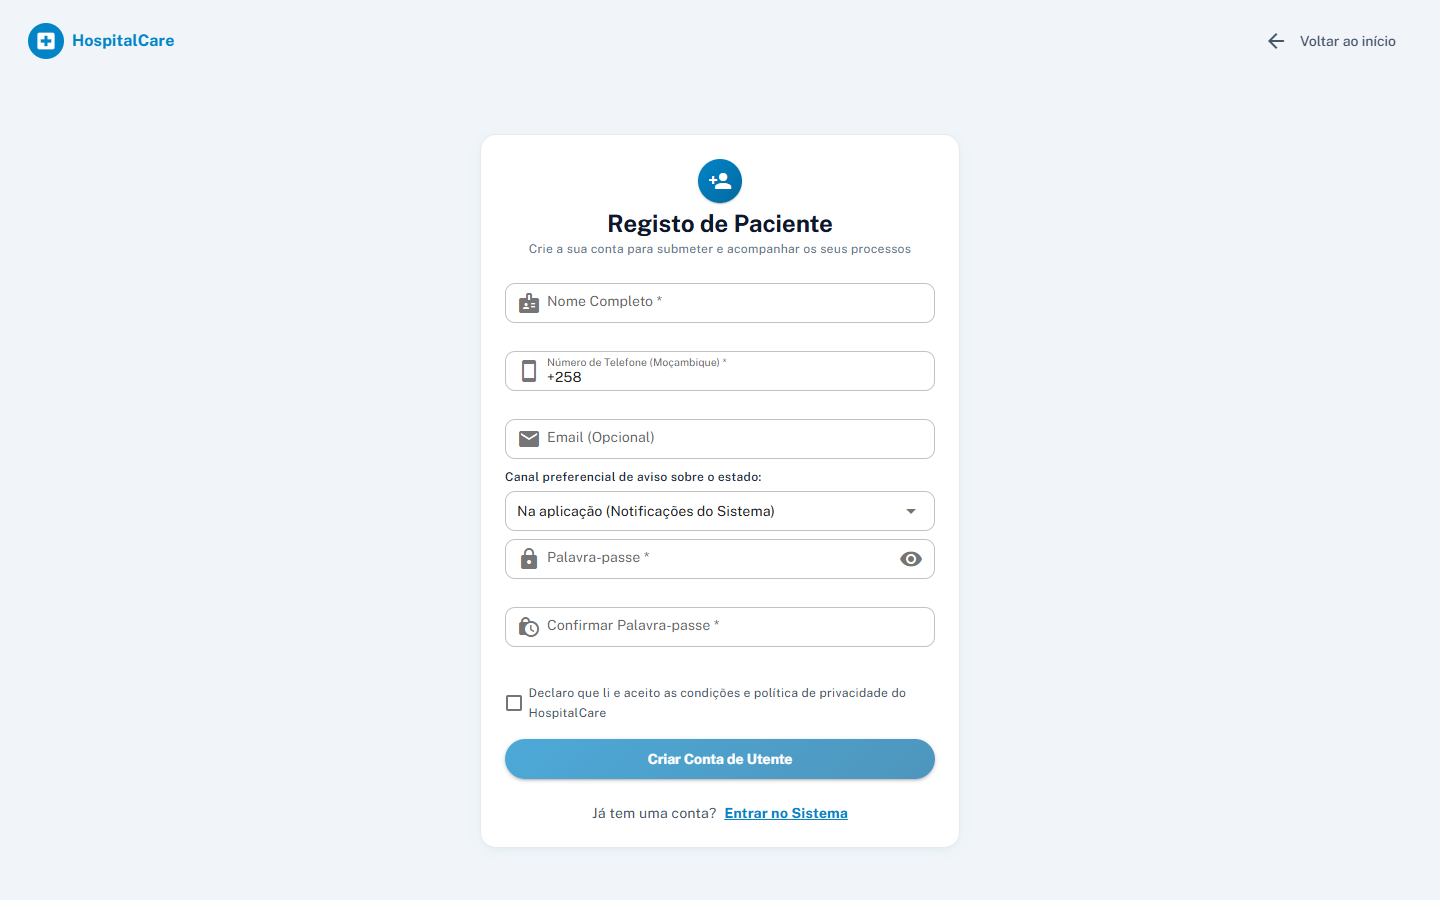 HospitalCare
Voltar ao início
Registo de Paciente
Crie a sua conta para submeter e acompanhar os seus processos
Nome Completo *
Número de Telefone (Moçambique) *
+258
Email (Opcional)
Canal preferencial de aviso sobre o estado:
Na aplicação (Notificações do Sistema)
Palavra-passe *
Confirmar Palavra-passe *
Declaro que li e aceito as condições e política de privacidade do
HospitalCare
Criar Conta de Utente
Já tem uma conta? Entrar no Sistema